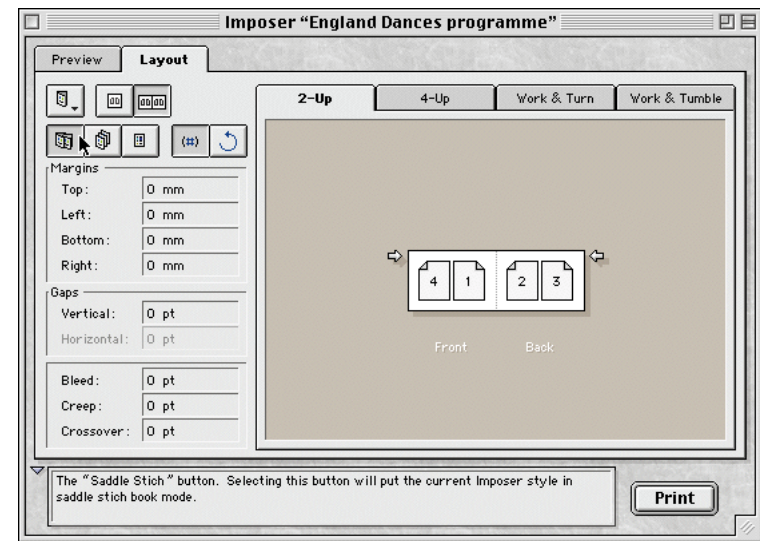 Imposer “England Dances programme”
Preview
Layout
2-Up
4-Up
Work & Turn
Work & Tumble
(#)
Margins
Top: 0 mm
Left: 0 mm
Bottom: 0 mm
Right: 0 mm
Gaps
Vertical: 0 pt
Horizontal: 0 pt
Bleed: 0 pt
Creep: 0 pt
Crossover: 0 pt
4 1 2 3
Front Back
The “Saddle Stich” button. Selecting this button will put the current Imposer style in
saddle stich book mode.
Print